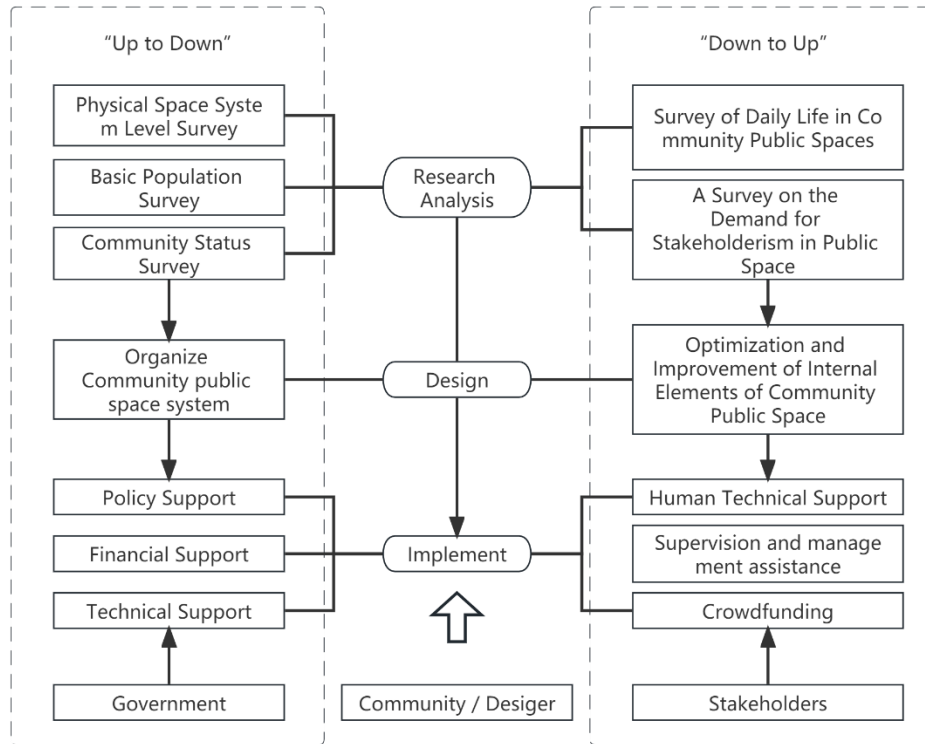 “Up to Down”
Physical Space Syste
m Level Survey
Basic Population
Survey
Community Status
Survey
Organize
Community public
space system
Policy Support
Financial Support
Technical Support
Government
Research
Analysis
Design
Implement
Community / Desiger
“Down to Up”
Survey of Daily Life in Co
mmunity Public Spaces
A Survey on the
Demand for
Stakeholderism in Public
Space
Optimization and
Improvement of Internal
Elements of Community
Public Space
Human Technical Support
Supervision and manage
ment assistance
Crowdfunding
Stakeholders